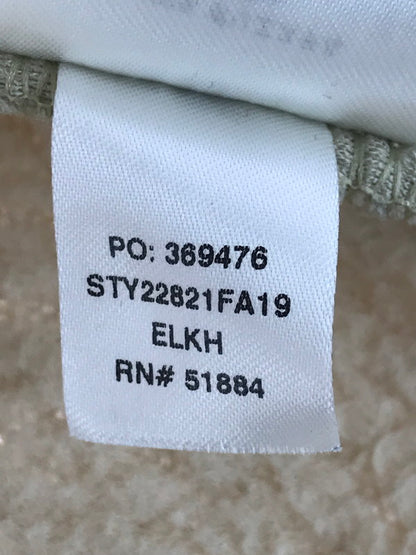 PO: 369476
STY22821FA19
ELKH
RN# 51884